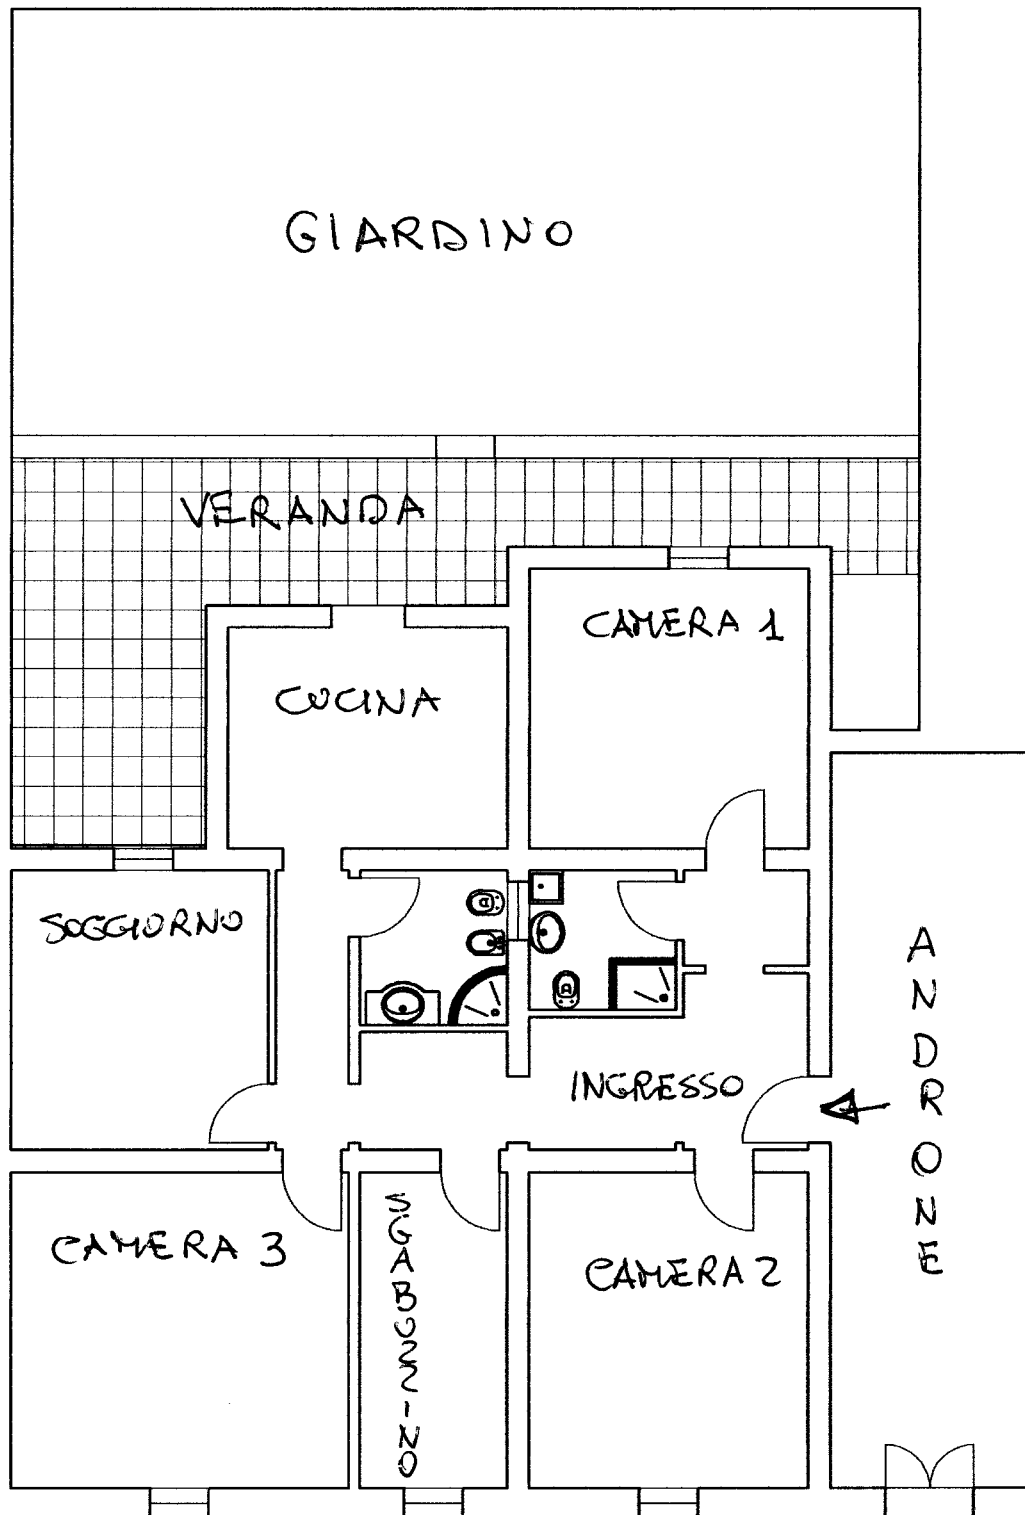 GIARDINO
VERANDA
CAMERA 1
CUCINA
SOGGIORNO
INGRESSO
ANDRONE
CAMERA 3
SGABUZZINO
CAMERA 2